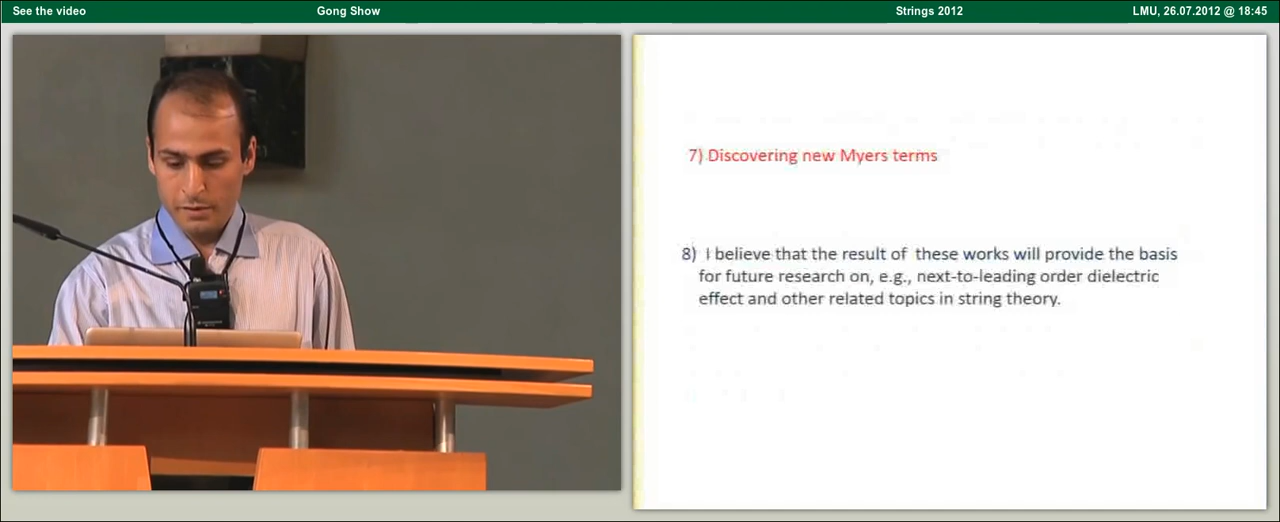 See the video
Gong Show
Strings 2012
LMU, 26.07.2012 @ 18:45
7) Discovering new Myers terms
8) I believe that the result of these works will provide the basis
for future research on, e.g., next-to-leading order dielectric
effect and other related topics in string theory.